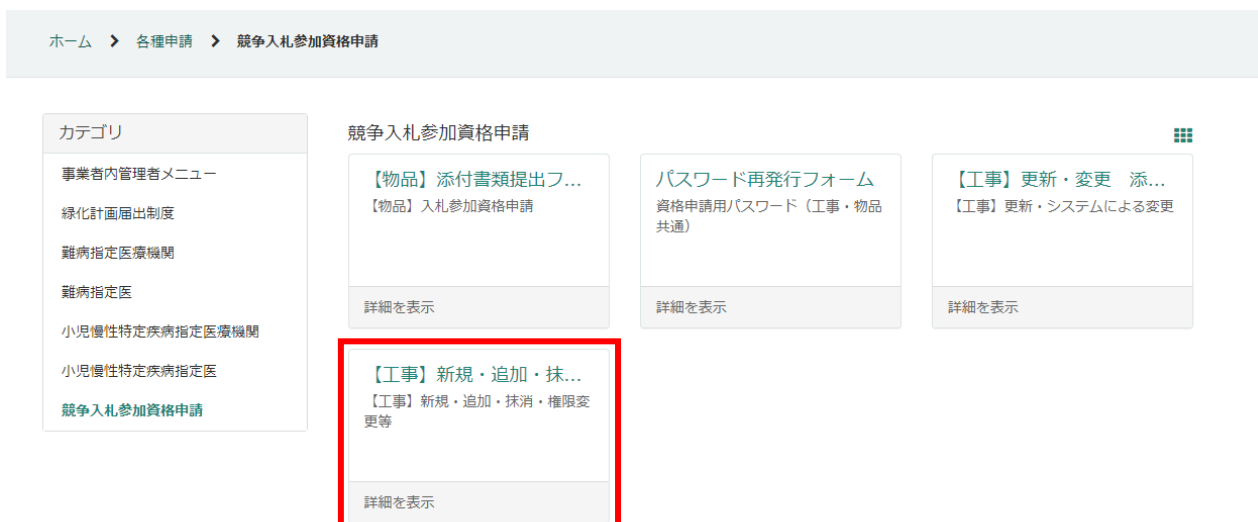 ホーム > 各種申請 > 競争入札参加資格申請
カテゴリ
事業者内管理者メニュー
緑化計画届出制度
難病指定医療機関
難病指定医
小児慢性特定疾病指定医療機関
小児慢性特定疾病指定医
競争入札参加資格申請
競争入札参加資格申請
【物品】添付書類提出フ...
【物品】入札参加資格申請
詳細を表示
パスワード再発行フォーム
資格申請用パスワード（工事・物品
共通）
詳細を表示
【工事】更新・変更　添...
【工事】更新・システムによる変更
詳細を表示
【工事】新規・追加・抹...
【工事】新規・追加・抹消・権限変
更等
詳細を表示